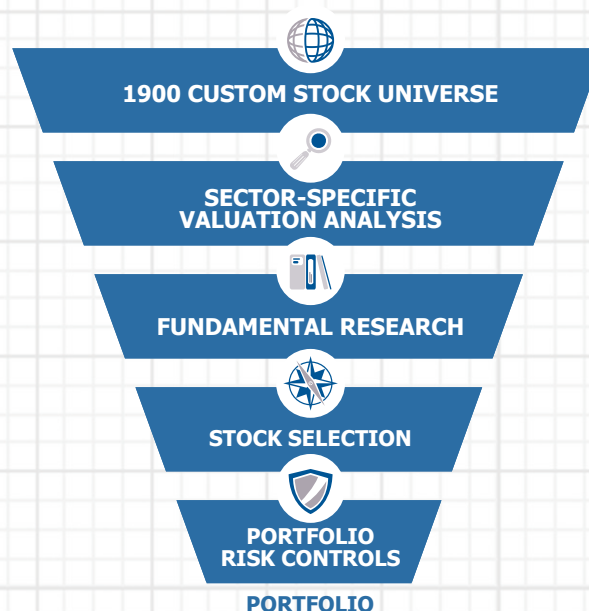 1900 CUSTOM STOCK UNIVERSE
SECTOR-SPECIFIC
VALUATION ANALYSIS
FUNDAMENTAL RESEARCH
STOCK SELECTION
PORTFOLIO
RISK CONTROLS
PORTFOLIO